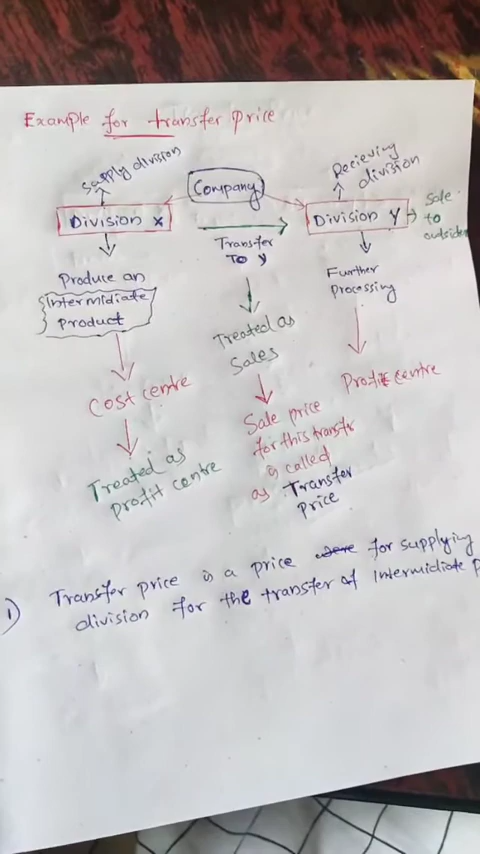 Example for transfer price
Supply division
Company
Recieving
division
Division X
Division Y
Sale
to
outsider
Transfer
To Y
Produce an
Intermidiate
Product
Further
Processing
Treated as
Sales
Cost centre
Profit centre
Sale price
for this transfer
is called
as Transfer
Price
Treated as
profit centre
1) Transfer price is a price for supplying
division for the transfer of Intermidiate